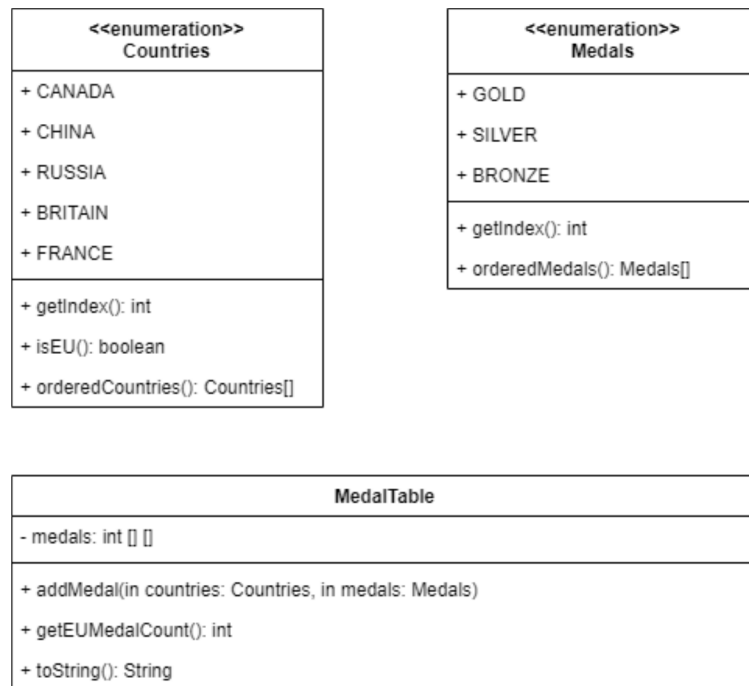 <<enumeration>>
Countries
+ CANADA
+ CHINA
+ RUSSIA
+ BRITAIN
+ FRANCE
+ getIndex(): int
+ isEU(): boolean
+ orderedCountries(): Countries[]
<<enumeration>>
Medals
+ GOLD
+ SILVER
+ BRONZE
+ getIndex(): int
+ orderedMedals(): Medals[]
MedalTable
- medals: int [] []
+ addMedal(in countries: Countries, in medals: Medals)
+ getEUMedalCount(): int
+ toString(): String